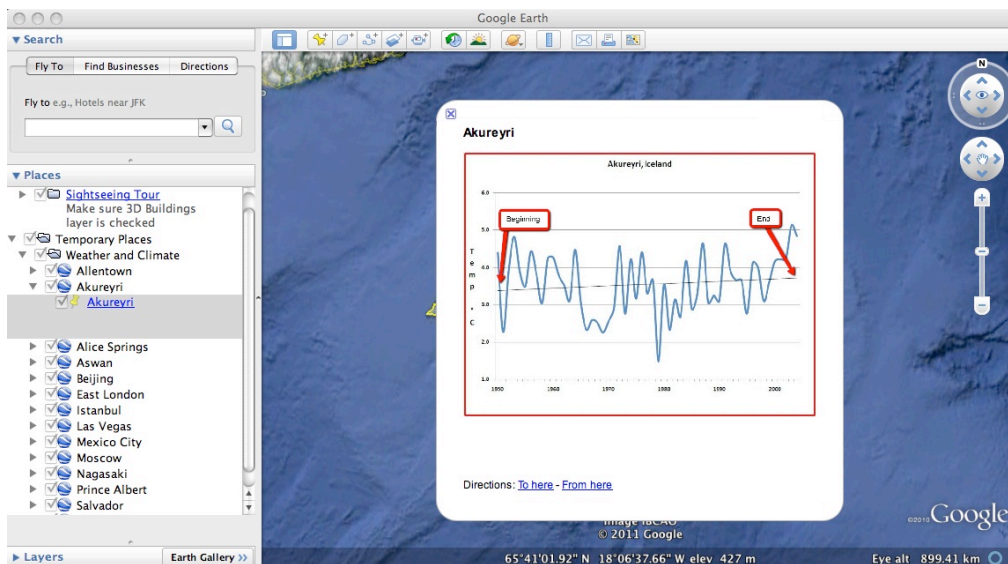 Google Earth
Search
Fly To Find Businesses Directions
Fly to e.g., Hotels near JFK
Places
Sightseeing Tour
Make sure 3D Buildings
layer is checked
Temporary Places
Weather and Climate
Allentown
Akureyri
Akureyri
Alice Springs
Aswan
Beijing
East London
Istanbul
Las Vegas
Mexico City
Moscow
Nagasaki
Prince Albert
Salvador
Layers
Earth Gallery >>
N
Akureyri
Akureyri, Iceland
6.0
5.0
4.0
3.0
2.0
1.0
Temp ° C
Beginning
End
1950 1960 1970 1980 1990 2000
Directions: To here - From here
Image IBCAO
© 2011 Google
©2010 Google
65°41'01.92" N 18°06'37.66" W elev 427 m
Eye alt 899.41 km